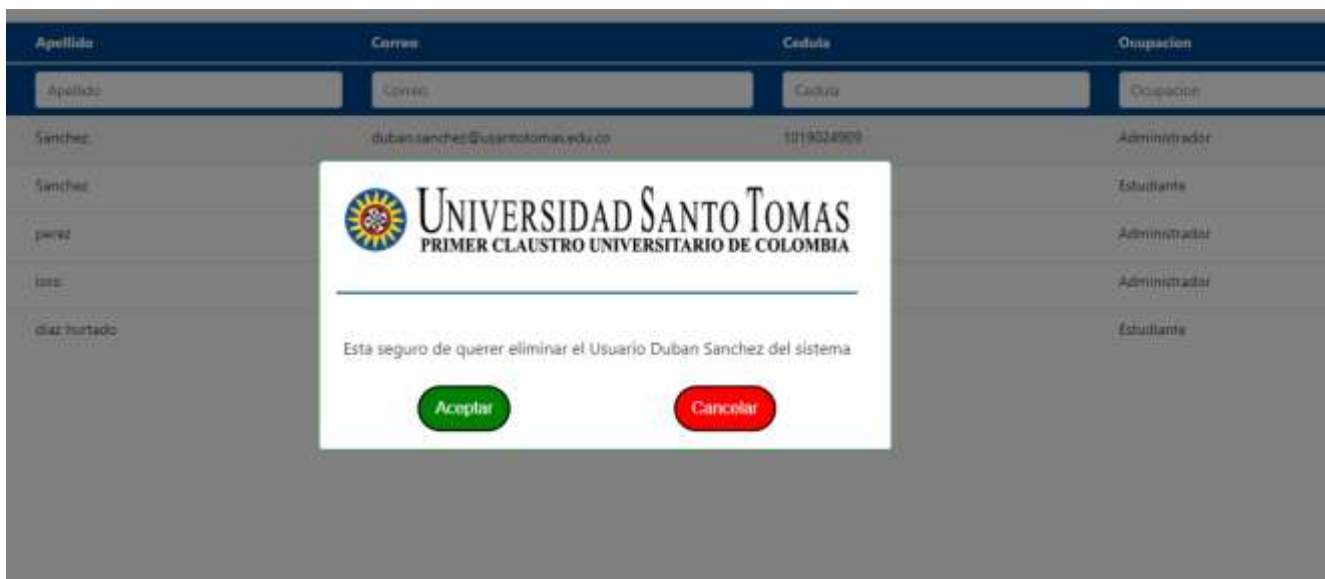 Apellido Correo Cedula Ocupacion
Apellido Correo Cedula Ocupacion
Sanchez duban.sanchez@usantotomas.edu.co 1019024909 Administrador
Sanchez Estudiante
UNIVERSIDAD SANTO TOMAS
perez Administrador
PRIMER CLAUSTRO UNIVERSITARIO DE COLOMBIA
Administrador
diaz hurtado Estudiante
Esta seguro de querer eliminar el Usuario Duban Sanchez del sistema
Aceptar Cancelar